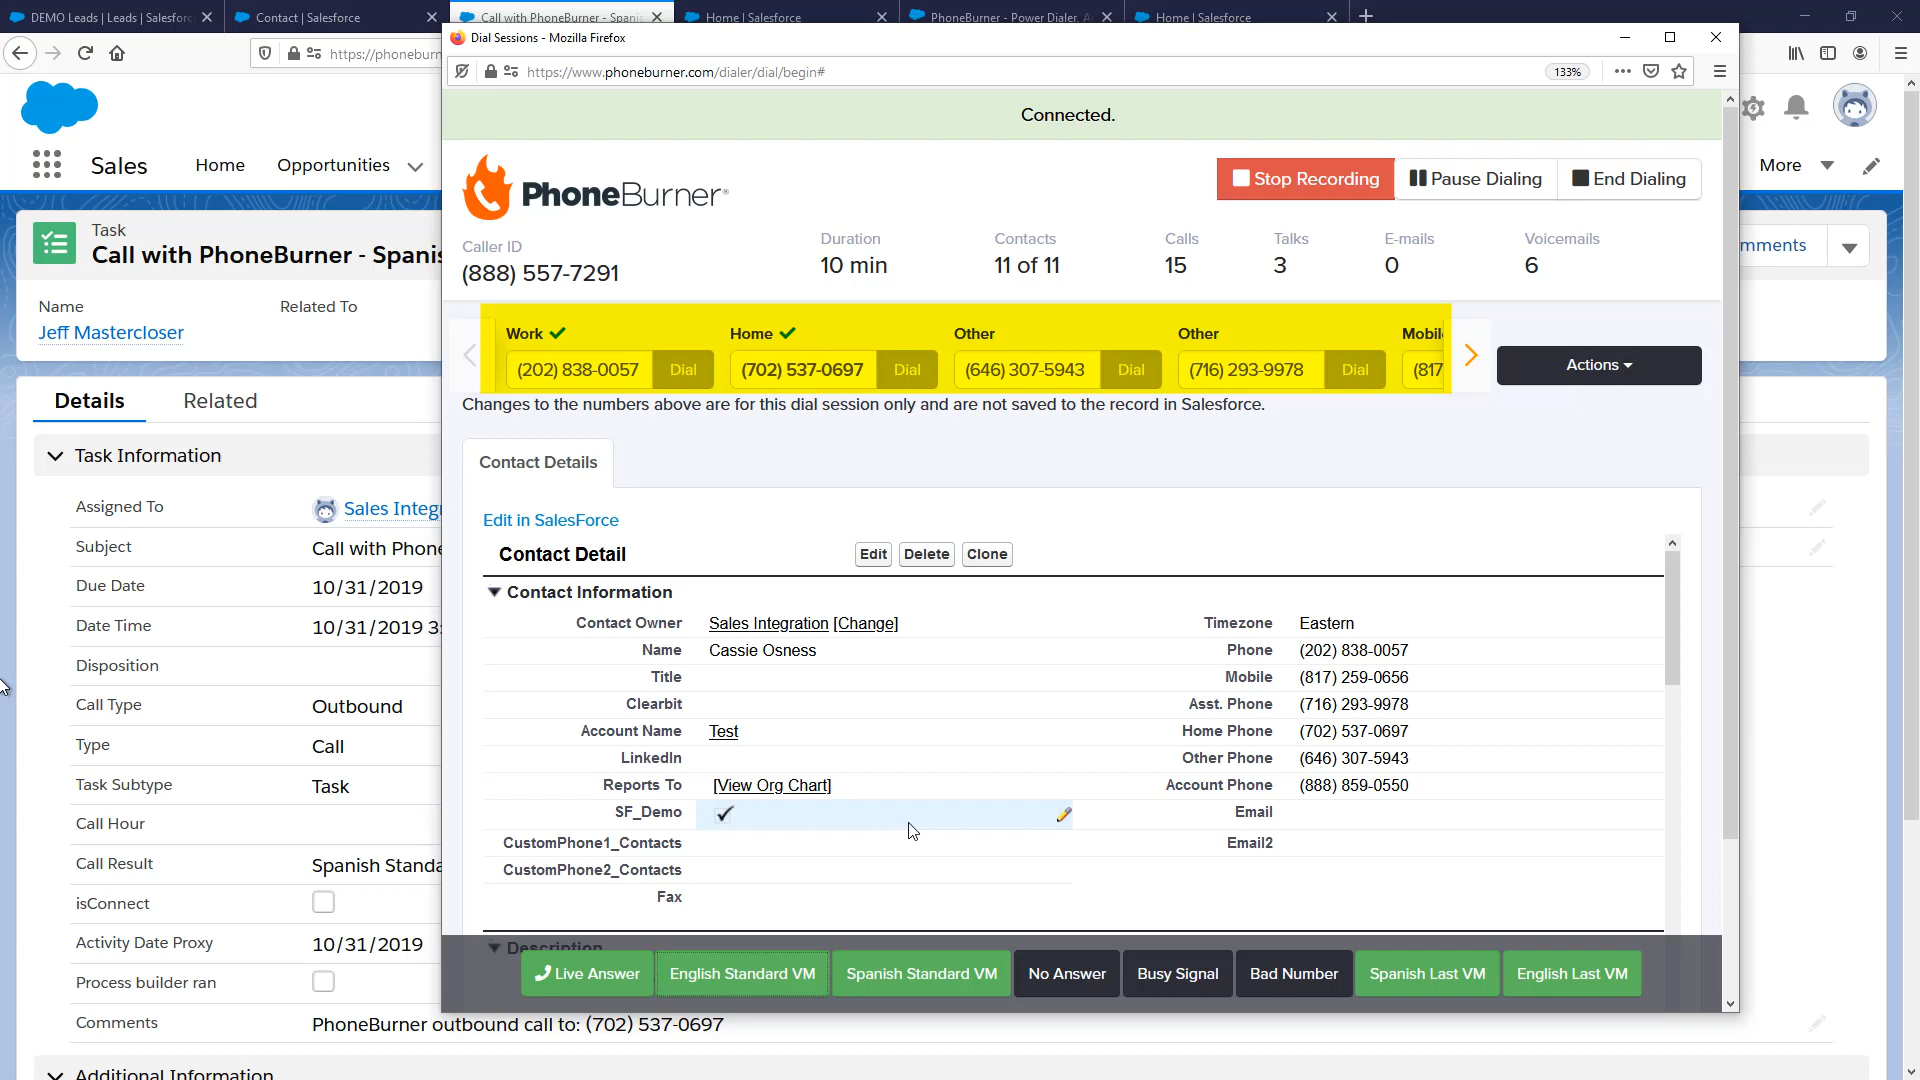 DEMO Leads | Leads | Salesforc
Contact | Salesforce
Call with PhoneBurner - Spanis
Home | Salesforce
PhoneBurner - Power Dialer, A
Home | Salesforce
Dial Sessions - Mozilla Firefox
https://phoneburn
https://www.phoneburner.com/dialer/dial/begin#
133%
Connected.
Sales
Home
Opportunities
More
PhoneBurner®
Stop Recording
Pause Dialing
End Dialing
Caller ID
(888) 557-7291
Duration
10 min
Contacts
11 of 11
Calls
15
Talks
3
E-mails
0
Voicemails
6
Task
Call with PhoneBurner - Spanis
mments
Name
Related To
Jeff Mastercloser
Work
(202) 838-0057
Dial
Home
(702) 537-0697
Dial
Other
(646) 307-5943
Dial
Other
(716) 293-9978
Dial
Mobil
(817
Actions
Changes to the numbers above are for this dial session only and are not saved to the record in Salesforce.
Details
Related
Contact Details
Task Information
Assigned To
Sales Integr
Subject
Call with Phone
Due Date
10/31/2019
Date Time
10/31/2019 3:
Disposition
Call Type
Outbound
Type
Call
Task Subtype
Task
Call Hour
Call Result
Spanish Standa
isConnect
Activity Date Proxy
10/31/2019
Process builder ran
Comments
PhoneBurner outbound call to: (702) 537-0697
Additional Information
Edit in SalesForce
Contact Detail
Edit
Delete
Clone
Contact Information
Contact Owner
Sales Integration [Change]
Timezone
Eastern
Name
Cassie Osness
Phone
(202) 838-0057
Title
Mobile
(817) 259-0656
Clearbit
Asst. Phone
(716) 293-9978
Account Name
Test
Home Phone
(702) 537-0697
LinkedIn
Other Phone
(646) 307-5943
Reports To
[View Org Chart]
Account Phone
(888) 859-0550
SF_Demo
Email
CustomPhone1_Contacts
Email2
CustomPhone2_Contacts
Fax
Description
Live Answer
English Standard VM
Spanish Standard VM
No Answer
Busy Signal
Bad Number
Spanish Last VM
English Last VM